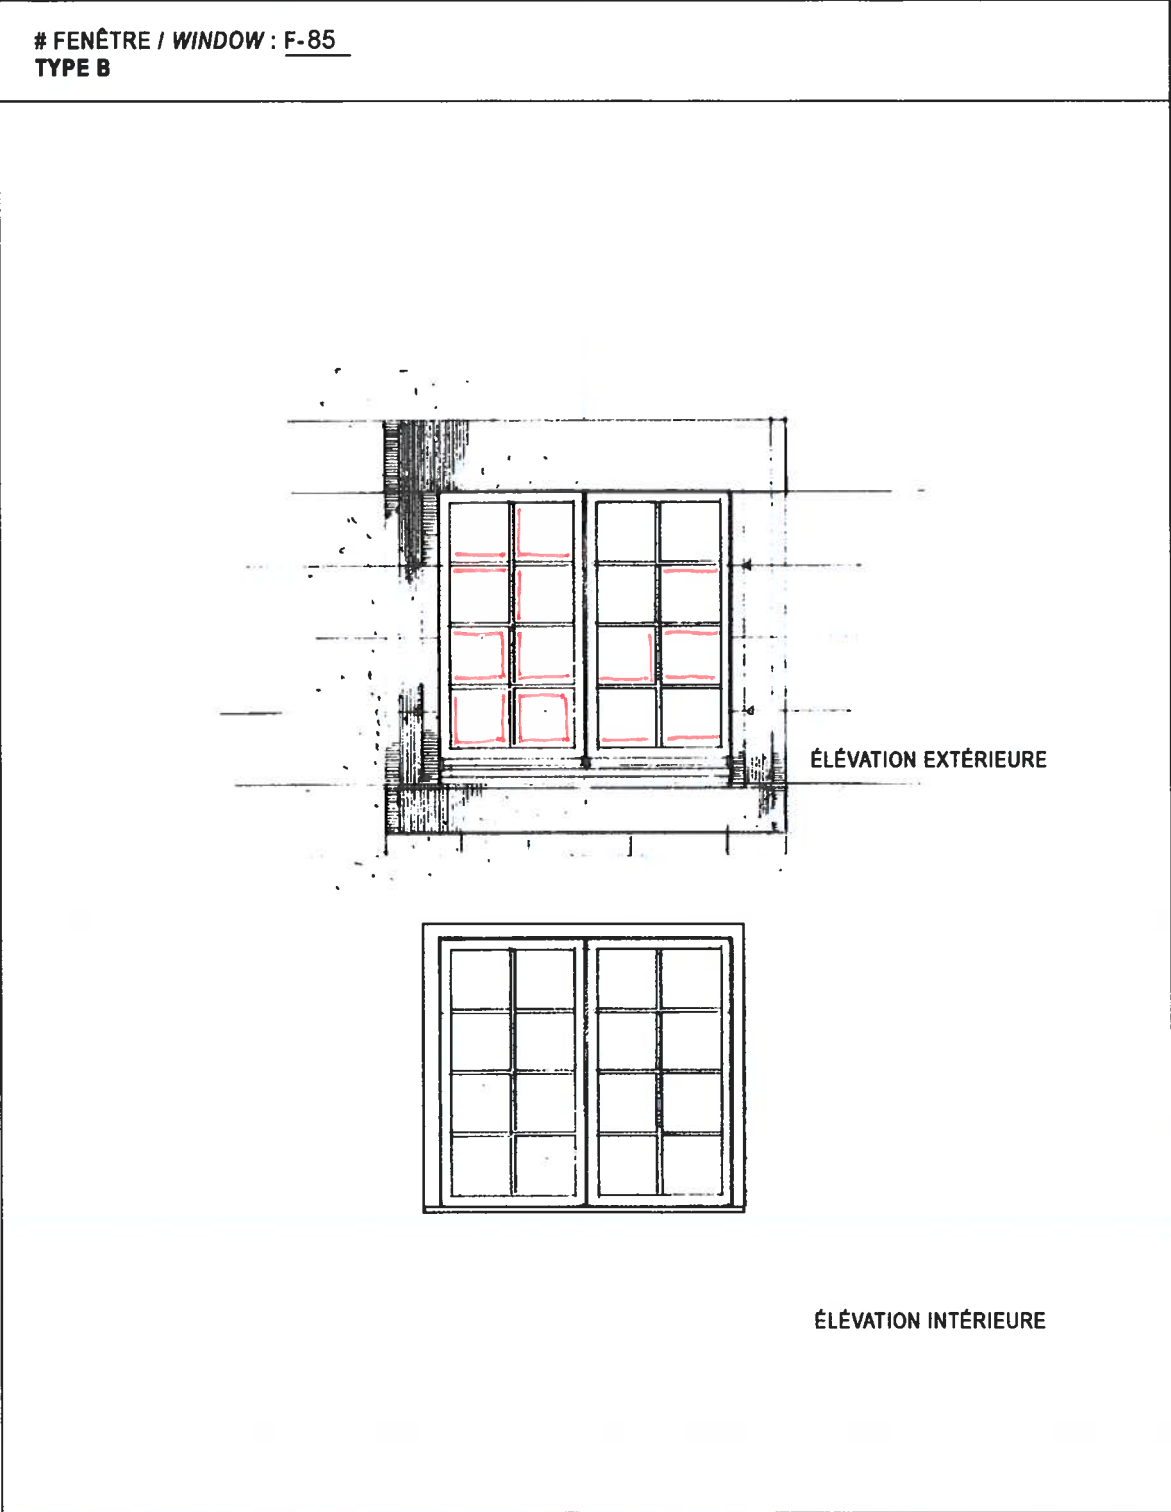 # FENÊTRE / WINDOW : F-85
TYPE B
ÉLÉVATION EXTÉRIEURE
ÉLÉVATION INTÉRIEURE